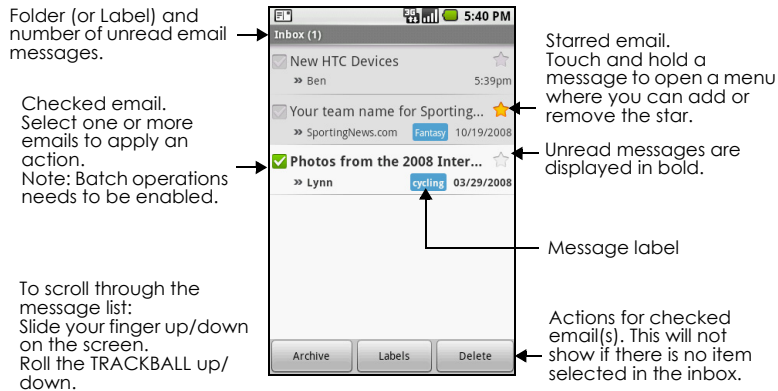 Folder (or Label) and
number of unread email
messages.
Checked email.
Select one or more
emails to apply an
action.
Note: Batch operations
needs to be enabled.
To scroll through the
message list:
Slide your finger up/down
on the screen.
Roll the TRACKBALL up/
down.
3G
5:40 PM
Inbox (1)
New HTC Devices
» Ben 5:39pm
Your team name for Sporting...
» SportingNews.com Fantasy 10/19/2008
Photos from the 2008 Inter...
» Lynn cycling 03/29/2008
Archive Labels Delete
Starred email.
Touch and hold a
message to open a menu
where you can add or
remove the star.
Unread messages are
displayed in bold.
Message label
Actions for checked
email(s). This will not
show if there is no item
selected in the inbox.